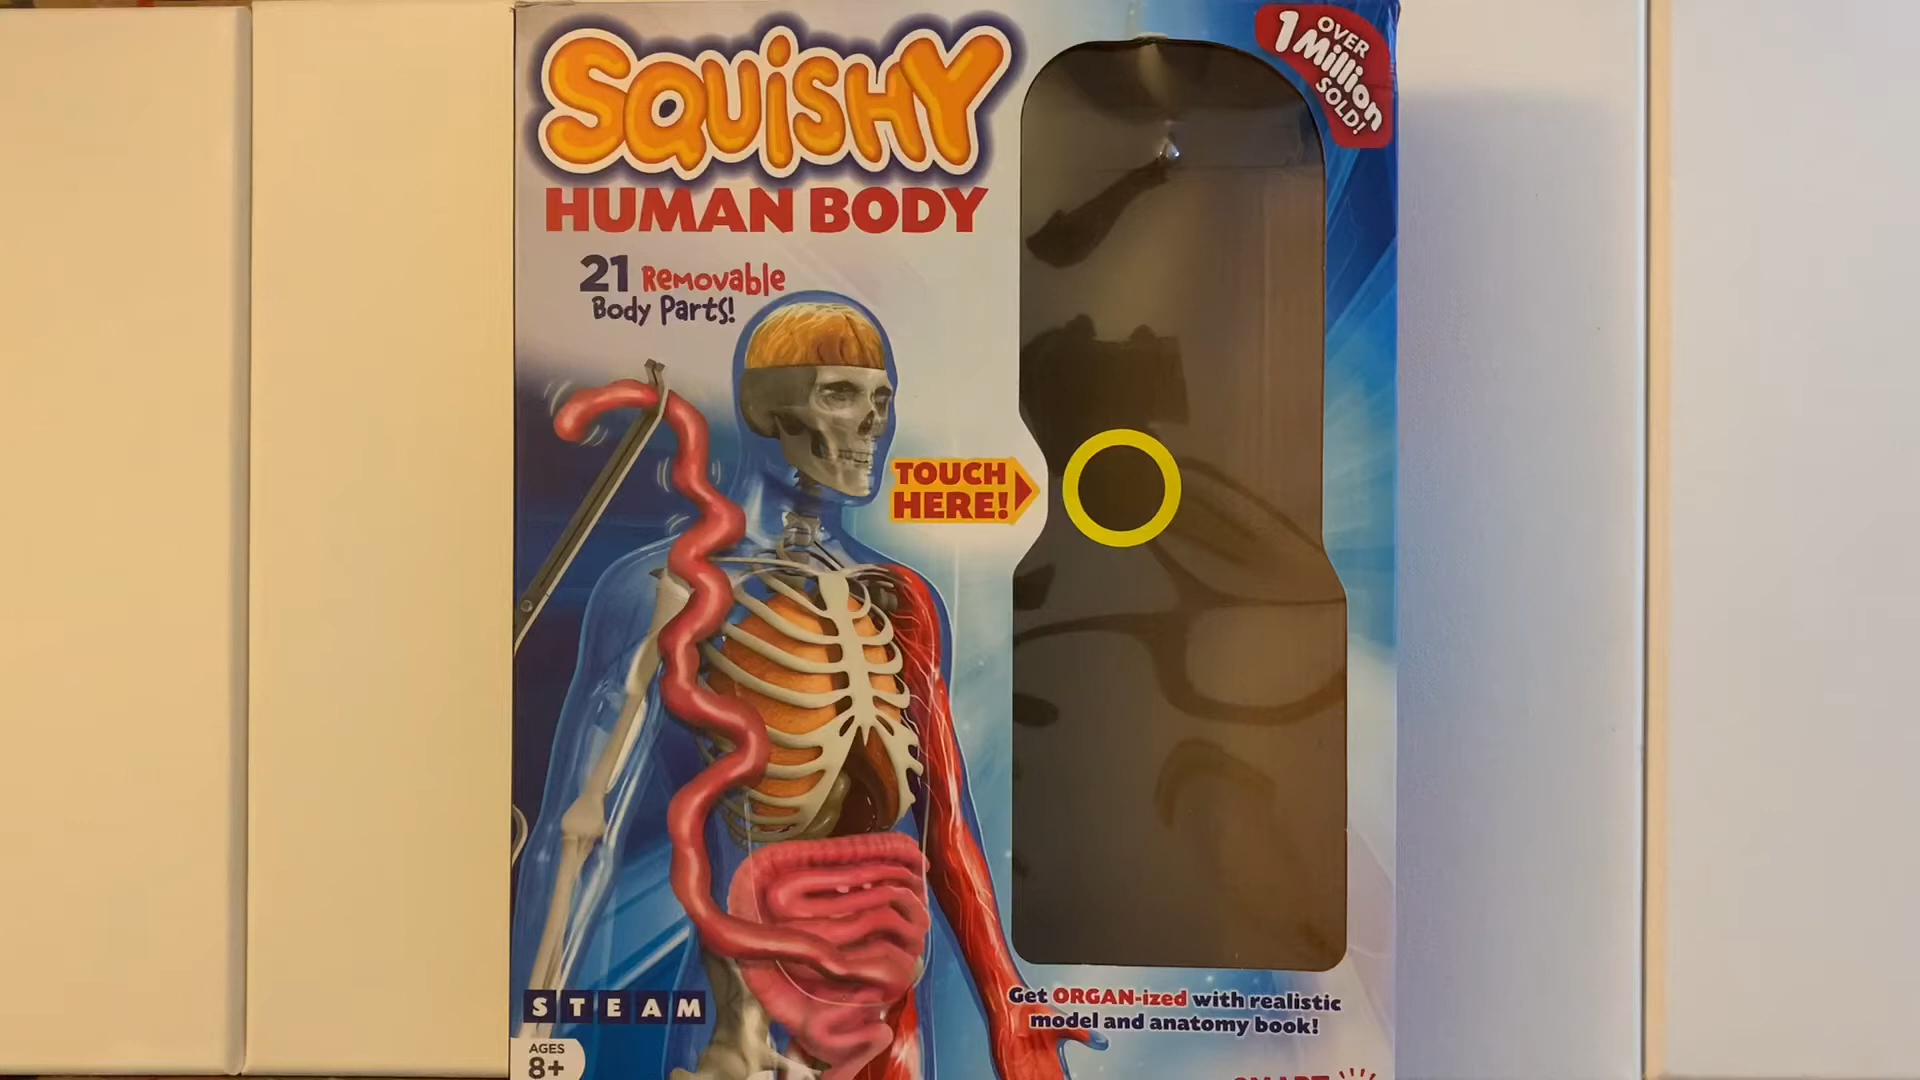 SQUiSHY
HUMAN BODY
21 Removable
Body Parts!
OVER
1 Million
SOLD!
TOUCH
HERE!
STEAM
AGES
8+
Get ORGAN-ized with realistic
model and anatomy book!
SMART